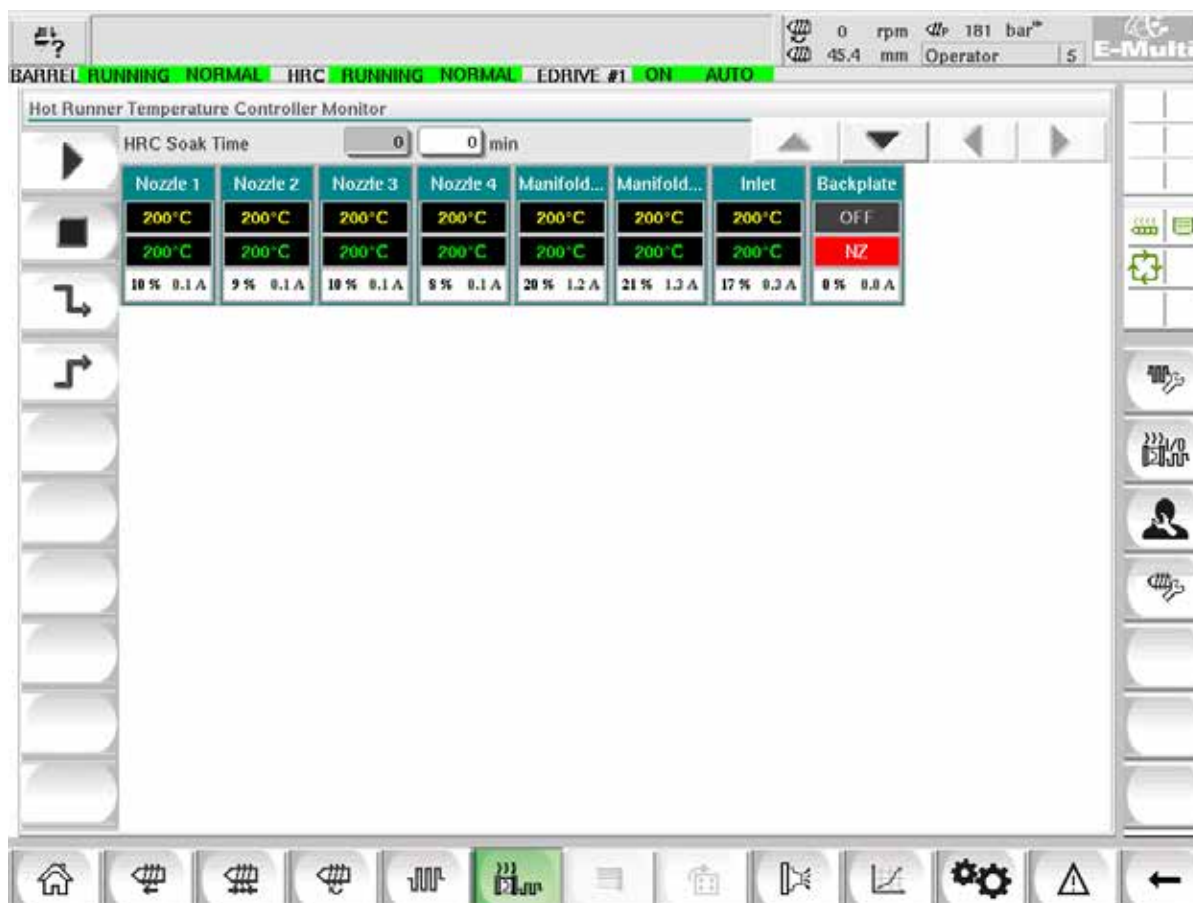 0 rpm 181 bar
?
45.4 mm Operator 5 E-Multi
BARREL RUNNING NORMAL HRC RUNNING NORMAL EDRIVE #1 ON AUTO
Hot Runner Temperature Controller Monitor
HRC Soak Time 0 0 min
Nozzle 1 Nozzle 2 Nozzle 3 Nozzle 4 Manifold... Manifold... Inlet Backplate
200°C 200°C 200°C 200°C 200°C 200°C 200°C OFF
200°C 200°C 200°C 200°C 200°C 200°C 200°C NZ
10 % 0.1 A 9 % 0.1 A 10 % 0.1 A 8 % 0.1 A 20 % 1.2 A 21 % 1.3 A 17 % 0.3 A 0 % 0.0 A
I/O